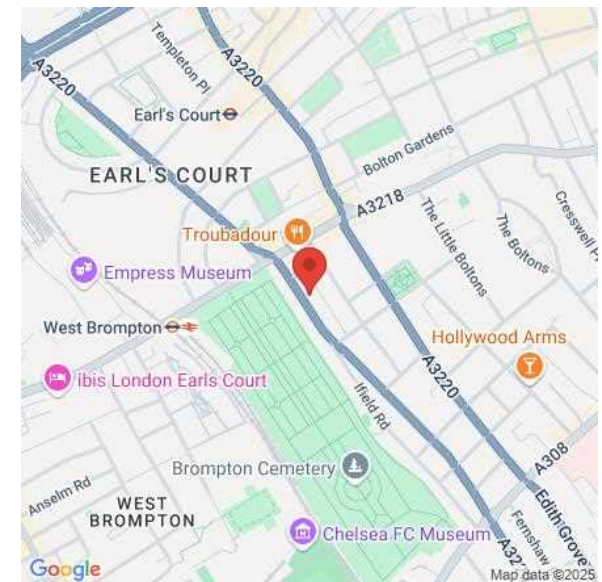 A3220
Templeton Pl
A3220
Earl's Court
Bolton Gardens
EARL'S COURT
A3218
Troubadour
Cresswell Pl
The Little Boltons
The Boltons
Empress Museum
West Brompton
Hollywood Arms
ibis London Earls Court
A3220
Ifield Rd
A308
Brompton Cemetery
Anselm Rd
Edith Grove
WEST
BROMPTON
Fernshaw
Chelsea FC Museum
Google
Map data ©2025